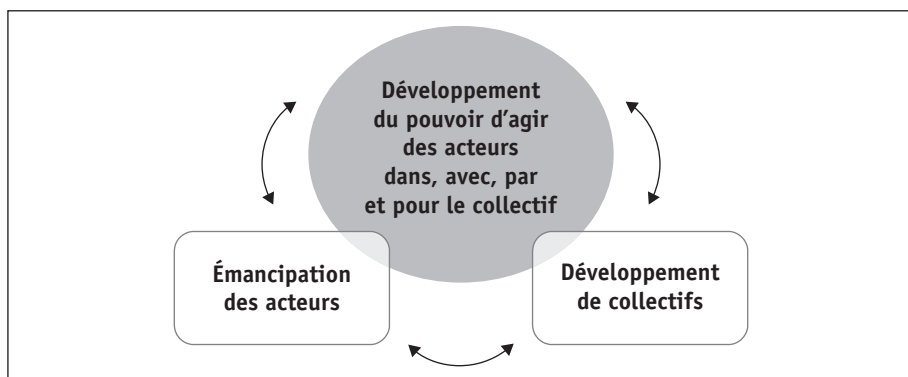 Développement
du pouvoir d’agir
des acteurs
dans, avec, par
et pour le collectif
Émancipation
des acteurs
Développement
de collectifs